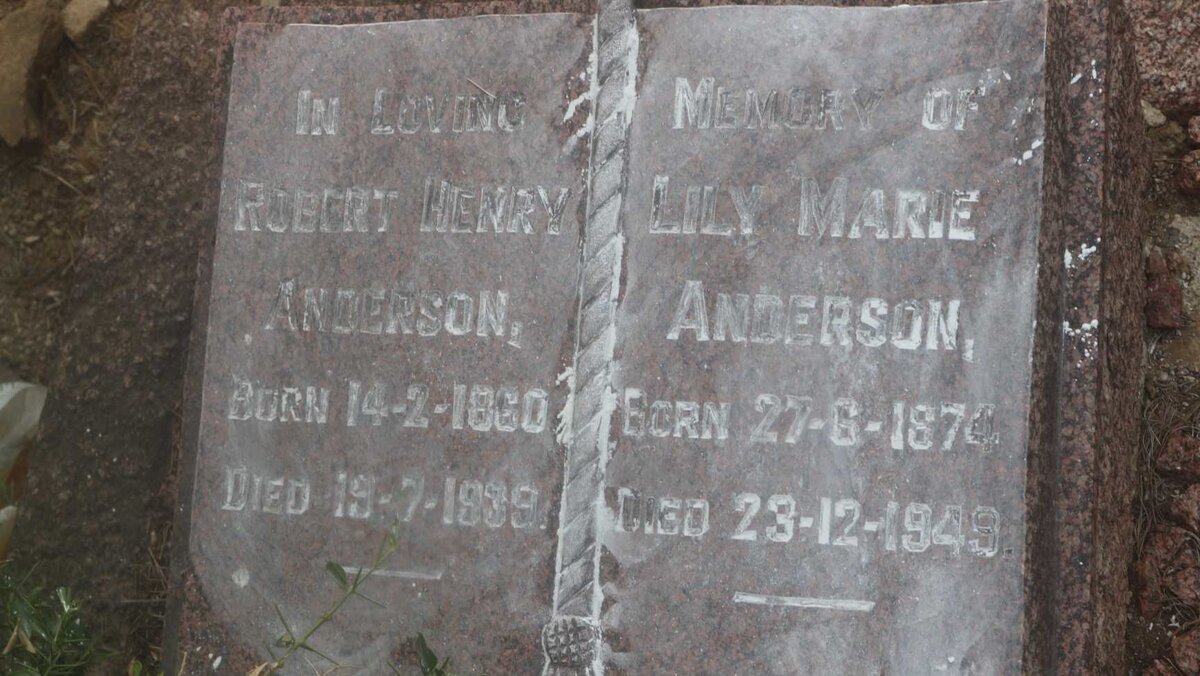 In Loving
Robert Henry
Anderson,
Born 14-2-1860
Died 19-7-1939.
Memory of
Lily Marie
Anderson,
Born 27-6-1874
Died 23-12-1949.